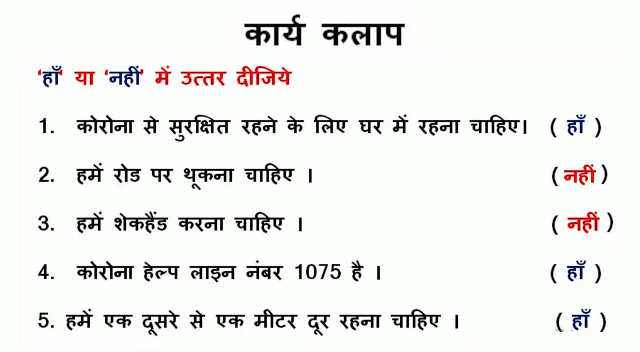 कार्य कलाप
'हाँ' या 'नहीं' में उत्तर दीजिये
1. कोरोना से सुरक्षित रहने के लिए घर में रहना चाहिए। ( हाँ )
2. हमें रोड पर थूकना चाहिए । ( नहीं )
3. हमें शेकहैंड करना चाहिए । ( नहीं )
4. कोरोना हेल्प लाइन नंबर 1075 है । ( हाँ )
5. हमें एक दूसरे से एक मीटर दूर रहना चाहिए । ( हाँ )